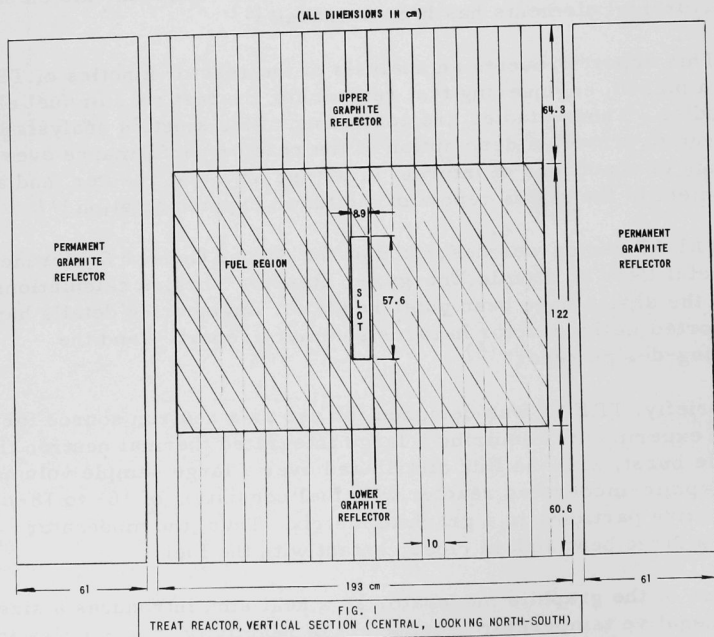 (ALL DIMENSIONS IN cm)
UPPER
GRAPHITE
REFLECTOR
64.3
8.9
PERMANENT
GRAPHITE
REFLECTOR
FUEL REGION
SLOT
57.6
122
PERMANENT
GRAPHITE
REFLECTOR
LOWER
GRAPHITE
REFLECTOR
10
60.6
61
193 cm
61
FIG. 1
TREAT REACTOR, VERTICAL SECTION (CENTRAL, LOOKING NORTH-SOUTH)